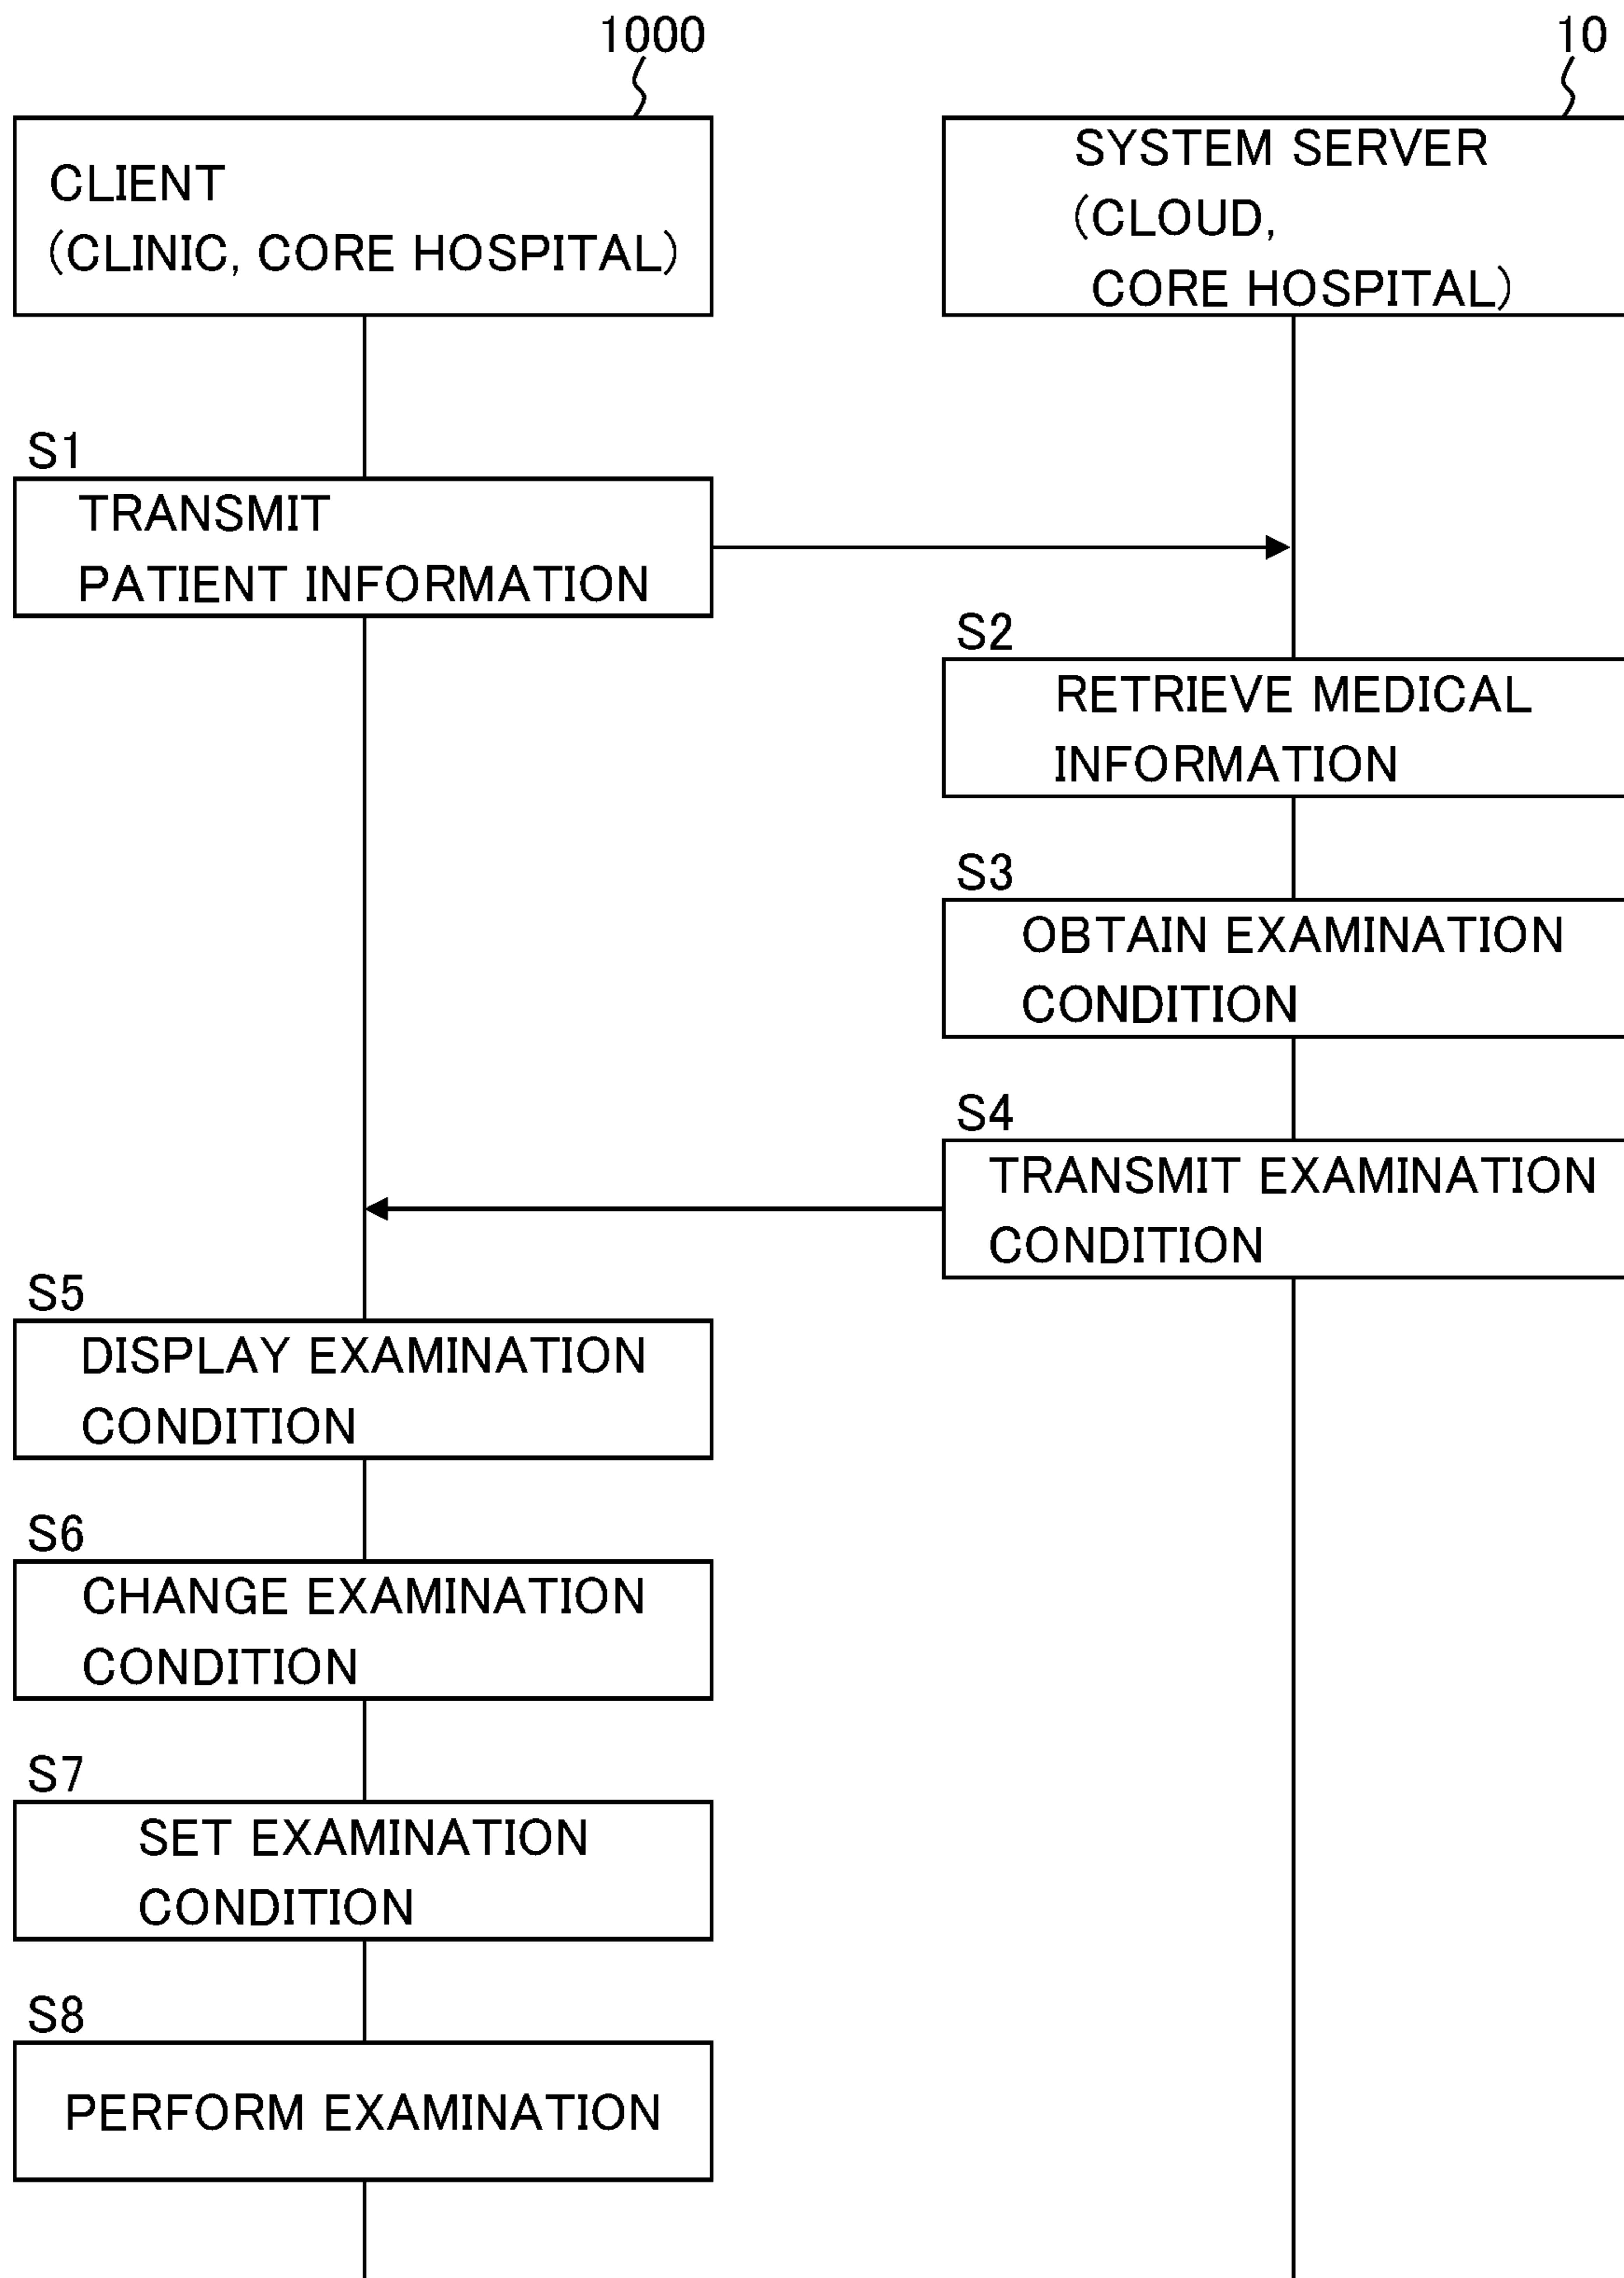 1000
10
CLIENT
(CLINIC, CORE HOSPITAL)
SYSTEM SERVER
(CLOUD,
CORE HOSPITAL)
S1
TRANSMIT
PATIENT INFORMATION
S2
RETRIEVE MEDICAL
INFORMATION
S3
OBTAIN EXAMINATION
CONDITION
S4
TRANSMIT EXAMINATION
CONDITION
S5
DISPLAY EXAMINATION
CONDITION
S6
CHANGE EXAMINATION
CONDITION
S7
SET EXAMINATION
CONDITION
S8
PERFORM EXAMINATION